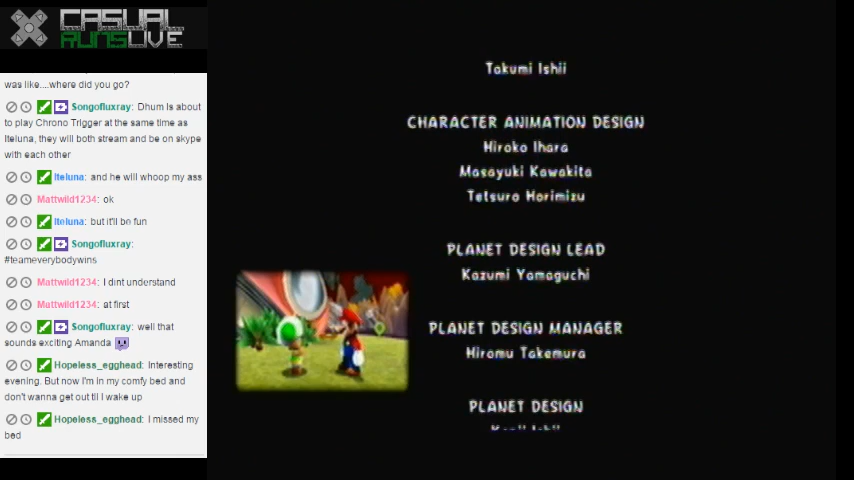 CASUAL
RUNSLIVE
was like....where did you go?
Songofluxray: Dhum Is about
to play Chrono Trigger at the same time as
Iteluna, they will both stream and be on skype
with each other
Iteluna: and he will whoop my ass
Mattwild1234: ok
Iteluna: but it'll be fun
Songofluxray:
#teameverybodywins
Mattwild1234: I dint understand
Mattwild1234: at first
Songofluxray: well that
sounds exciting Amanda
Hopeless_egghead: Interesting
evening. But now I'm in my comfy bed and
don't wanna get out til I wake up
Hopeless_egghead: I missed my
bed
Takumi Ishii
CHARACTER ANIMATION DESIGN
Hiroko Ihara
Masayuki Kawakita
Tetsuro Horimizu
PLANET DESIGN LEAD
Kazumi Yamaguchi
PLANET DESIGN MANAGER
Hiromu Takemura
PLANET DESIGN